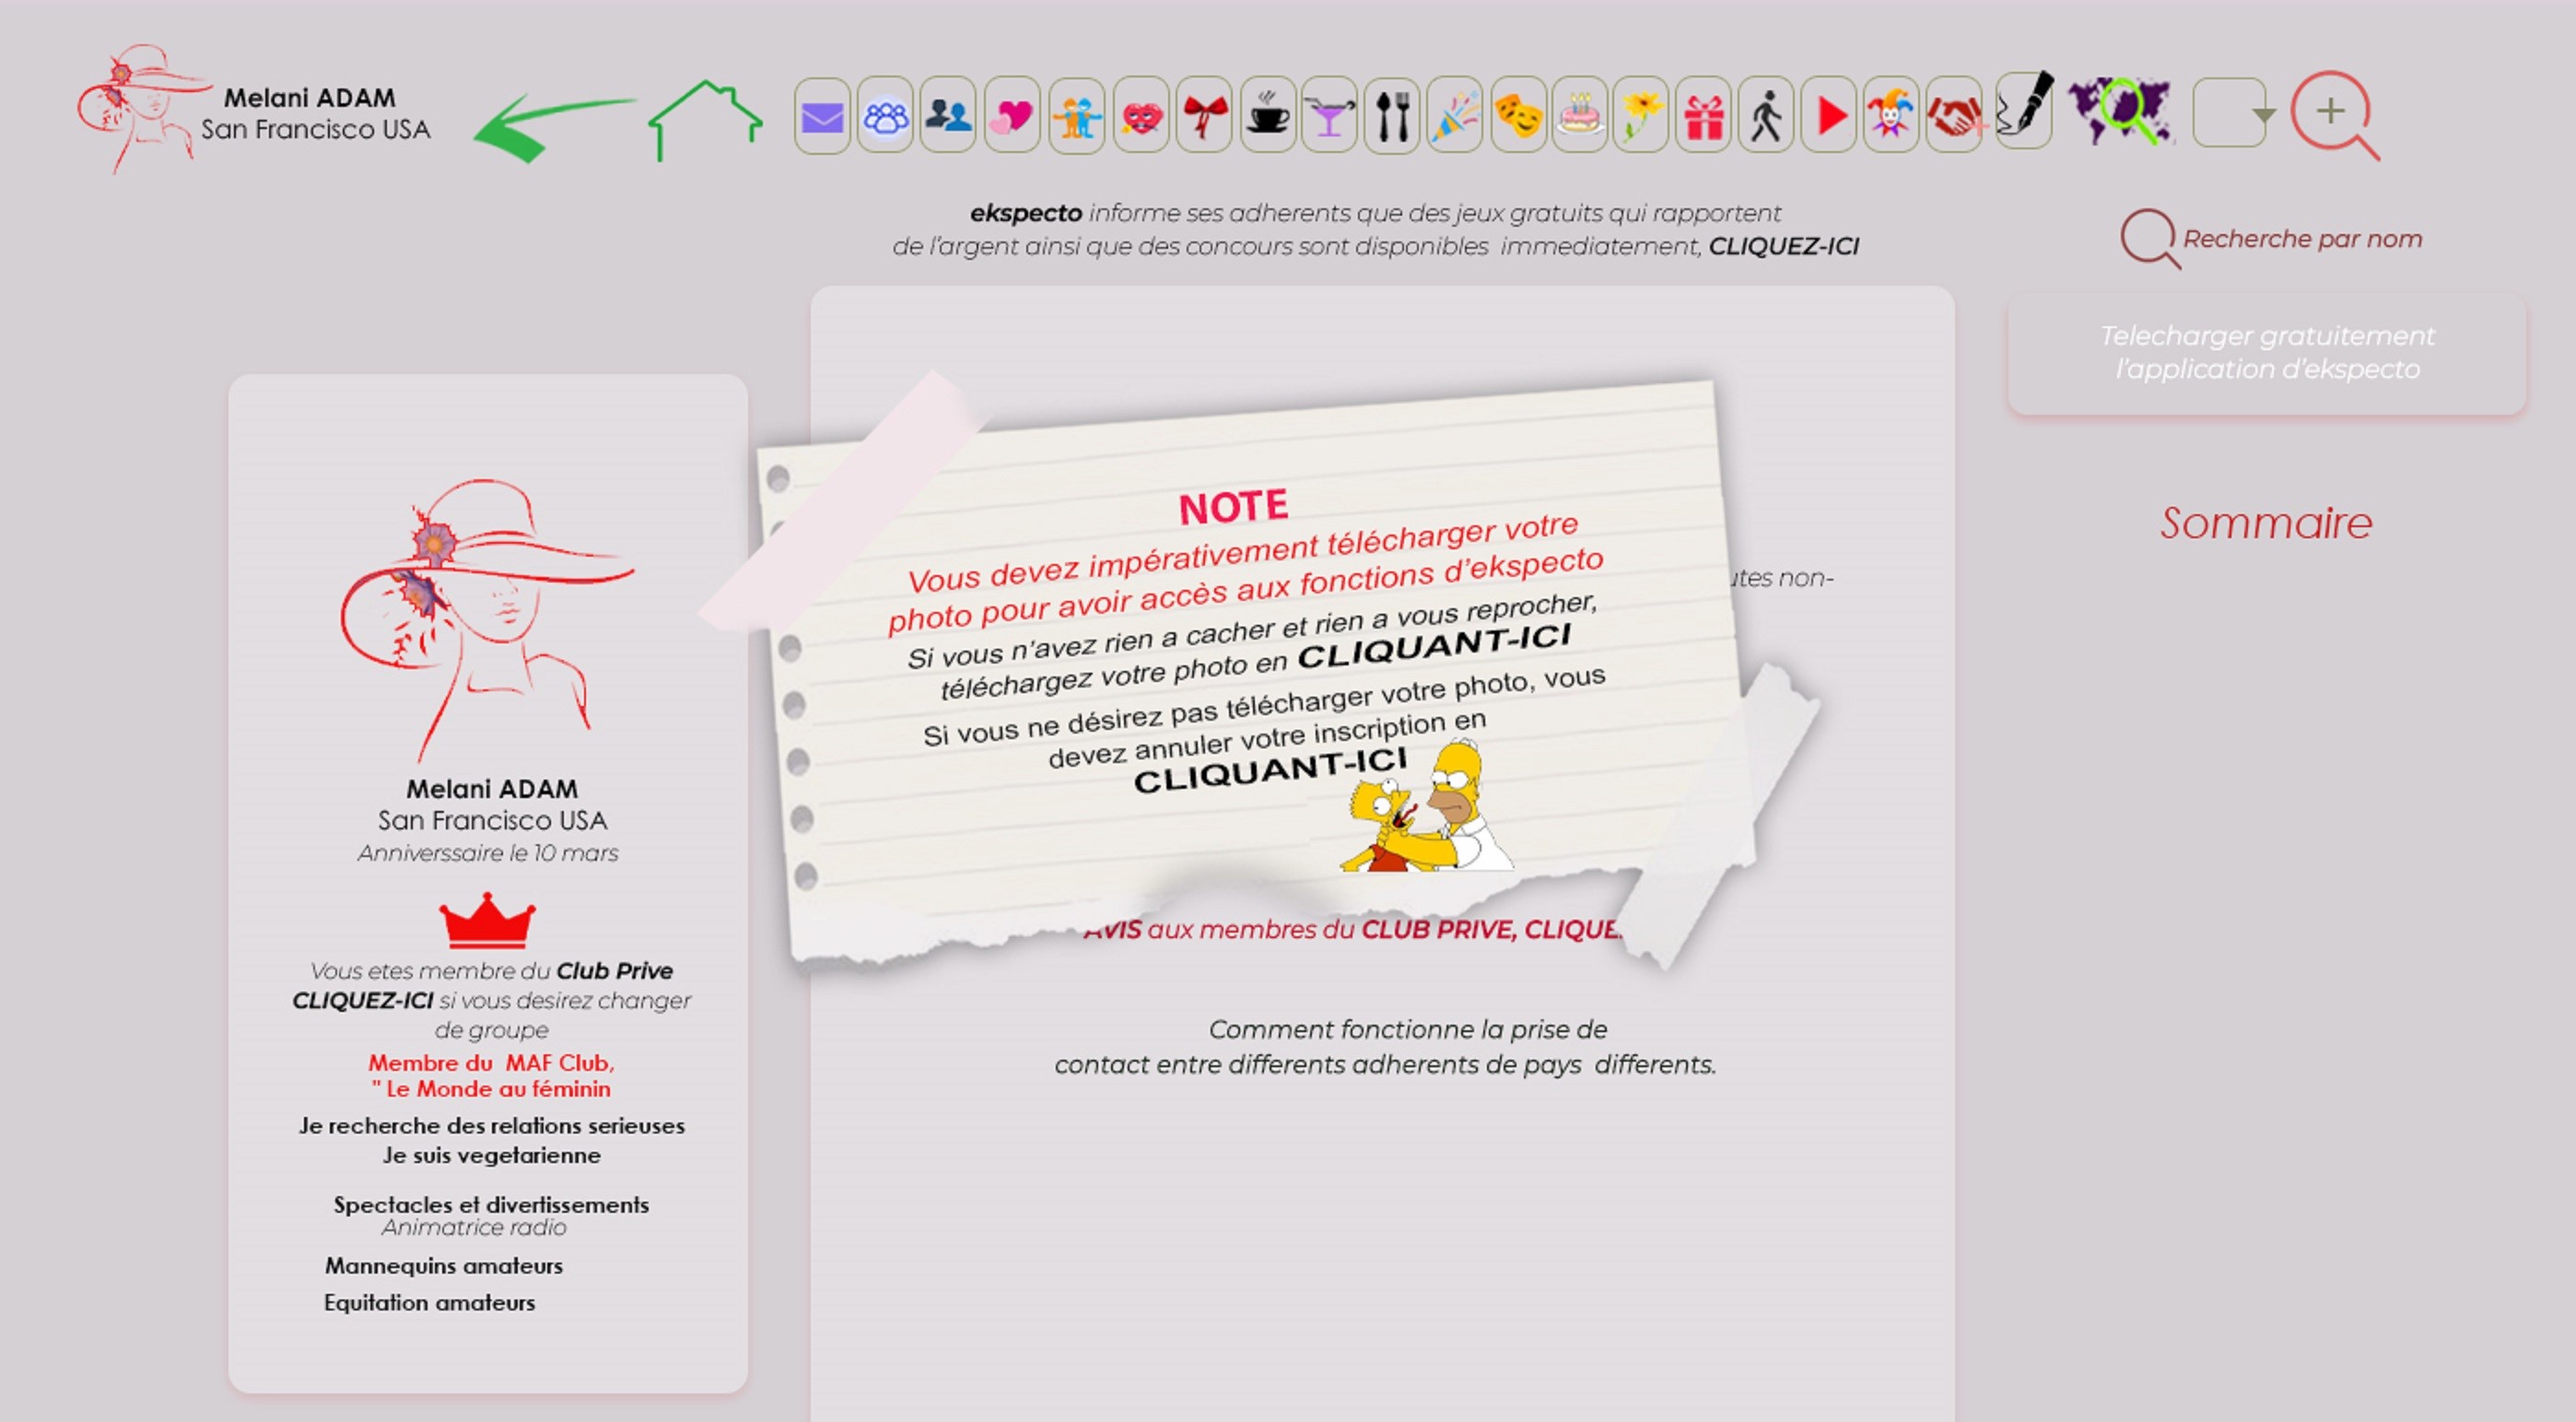 Melani ADAM
San Francisco USA
ekspecto informe ses adherents que des jeux gratuits qui rapportent
de l'argent ainsi que des concours sont disponibles immediatement, CLIQUEZ-ICI
Recherche par nom
Telecharger gratuitement
l'application d'ekspecto
Sommaire
NOTE
Vous devez impérativement télécharger votre
photo pour avoir accès aux fonctions d'ekspecto
Si vous n'avez rien a cacher et rien a vous reprocher,
téléchargez votre photo en CLIQUANT-ICI
Si vous ne désirez pas télécharger votre photo, vous
devez annuler votre inscription en
CLIQUANT-ICI
non-
AVIS aux membres du CLUB PRIVE,
Comment fonctionne la prise de
contact entre differents adherents de pays differents.
Melani ADAM
San Francisco USA
Anniverssaire le 10 mars
Vous etes membre du Club Prive
CLIQUEZ-ICI si vous desirez changer
de groupe
Membre du MAF Club,
" Le Monde au féminin
Je recherche des relations serieuses
Je suis vegetarienne
Spectacles et divertissements
Animatrice radio
Mannequins amateurs
Equitation amateurs